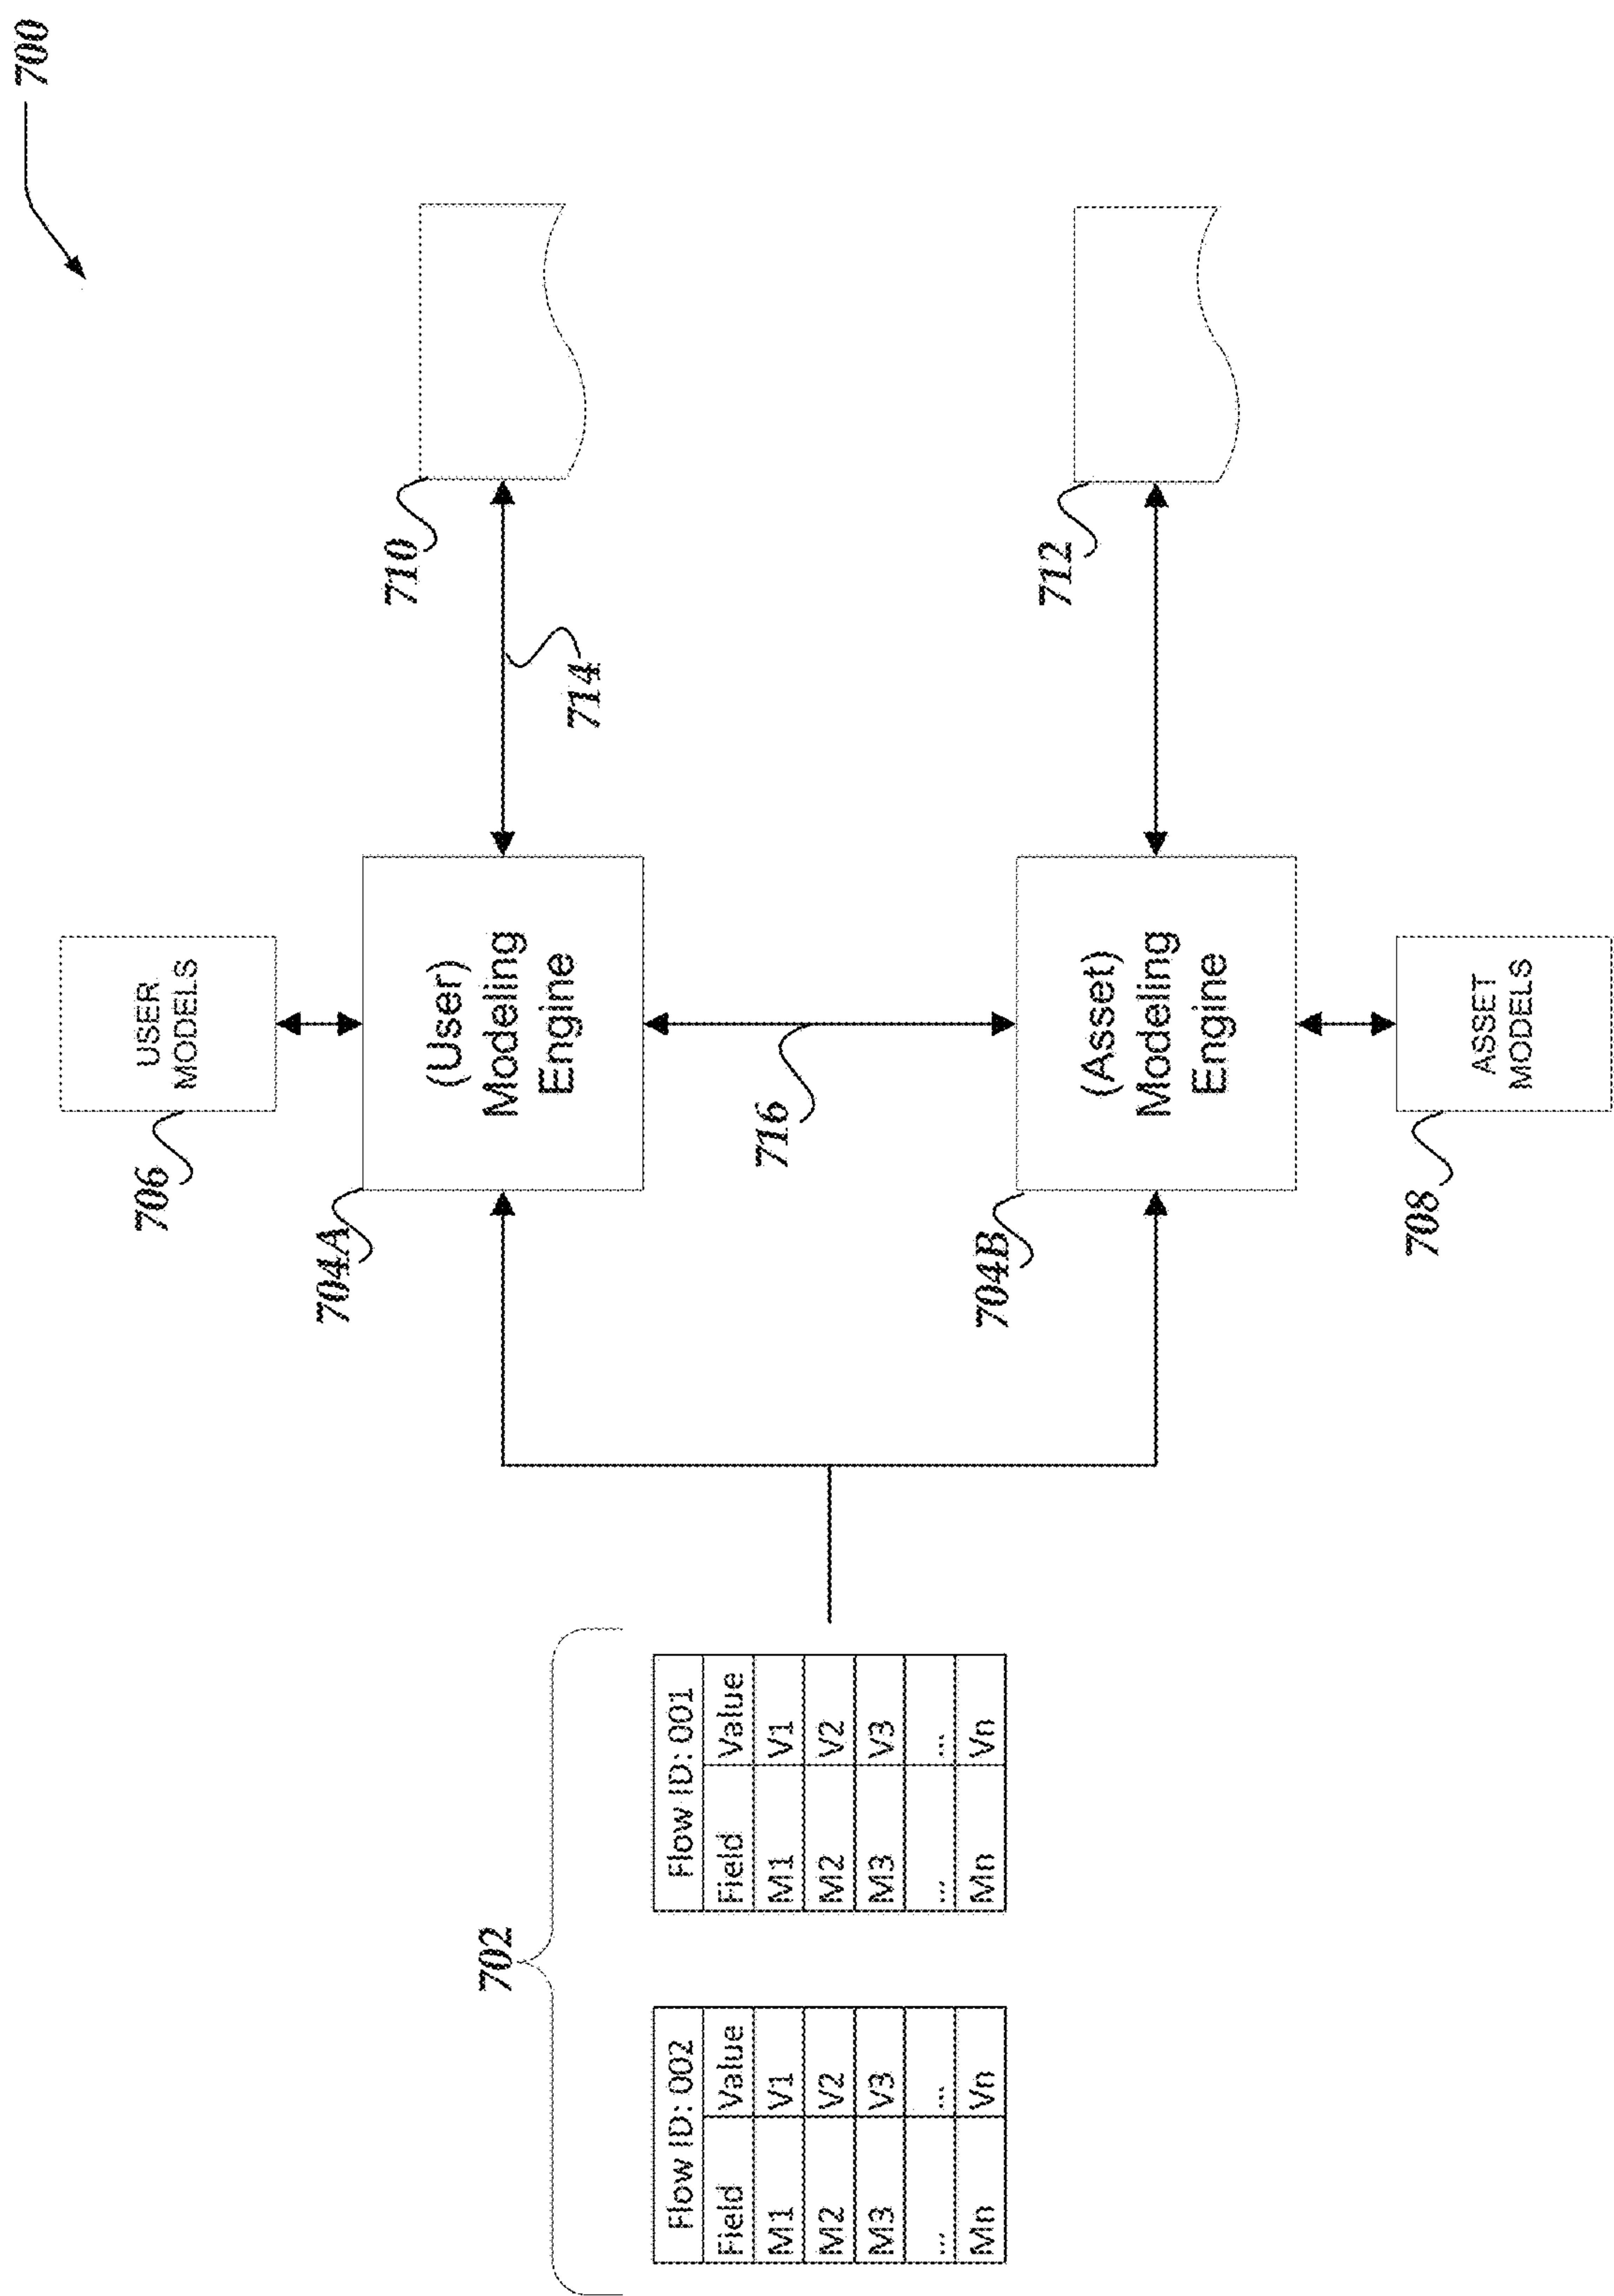 700
702
Flow ID: 002
Field Value
M1 V1
M2 V2
M3 V3
... ...
Mn Vn
Flow ID: 001
Field Value
M1 V1
M2 V2
M3 V3
... ...
Mn Vn
706
USER
MODELS
704A
(User)
Modeling
Engine
710
714
716
704B
(Asset)
Modeling
Engine
712
708
ASSET
MODELS